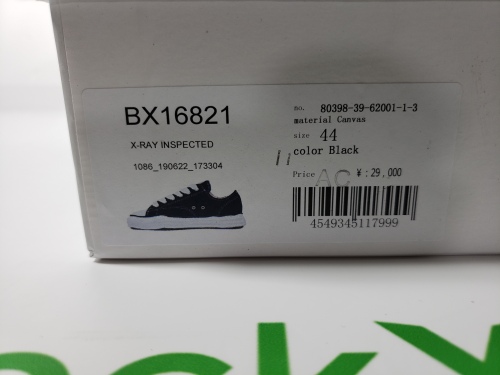 BX16821
X-RAY INSPECTED
1086_190622_173304
no. 80398-39-62001-1-3
material Canvas
size 44
color Black
Price AC ¥:29,000
4549345117999